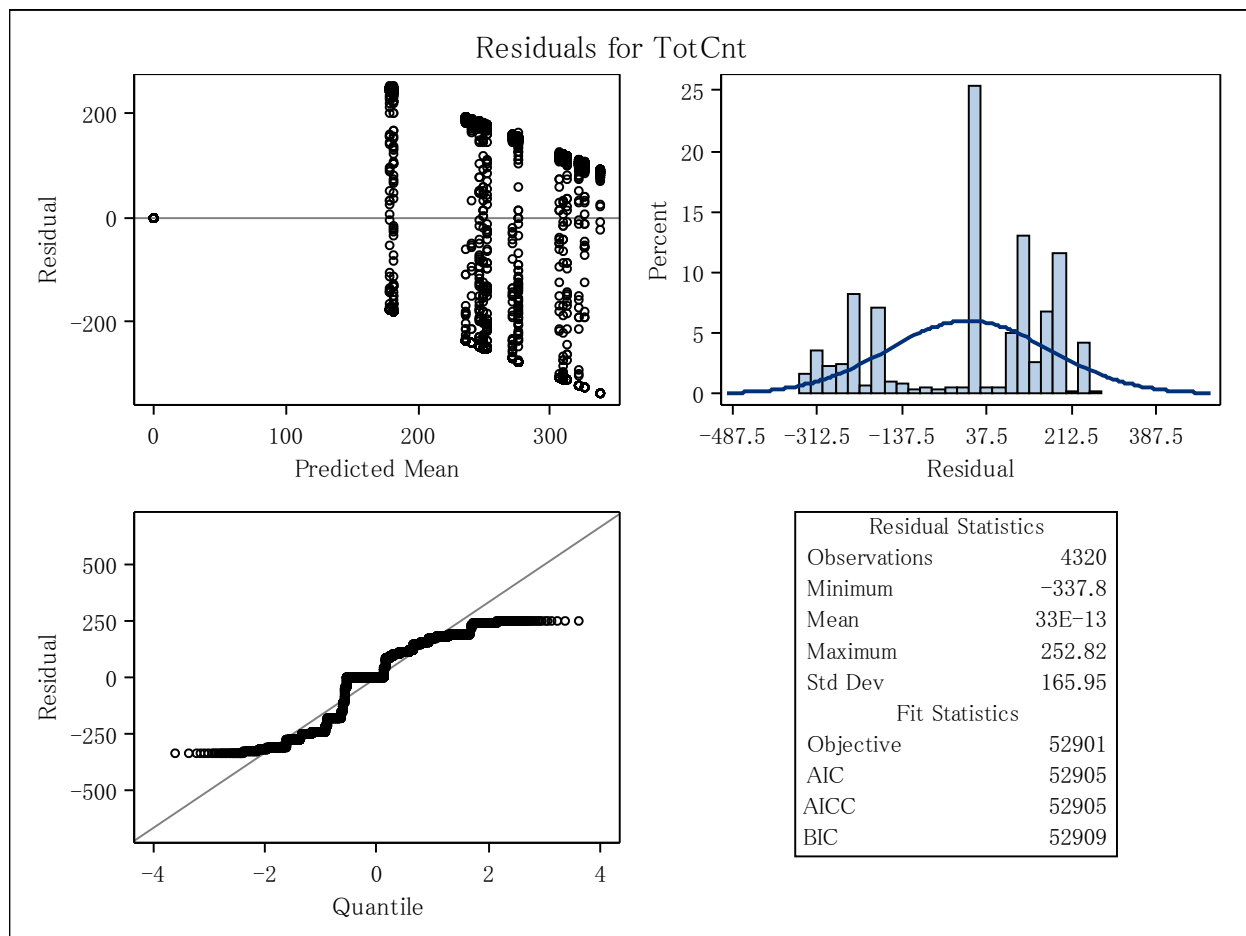 Residuals for TotCnt
200
0
−200
Residual
0
100
200
300
Predicted Mean
25
20
15
10
5
0
Percent
−487.5
−312.5
−137.5
37.5
212.5
387.5
Residual
500
250
0
−250
−500
Residual
−4
−2
0
2
4
Quantile
Residual Statistics
Observations 4320
Minimum −337.8
Mean 33E-13
Maximum 252.82
Std Dev 165.95
Fit Statistics
Objective 52901
AIC 52905
AICC 52905
BIC 52909